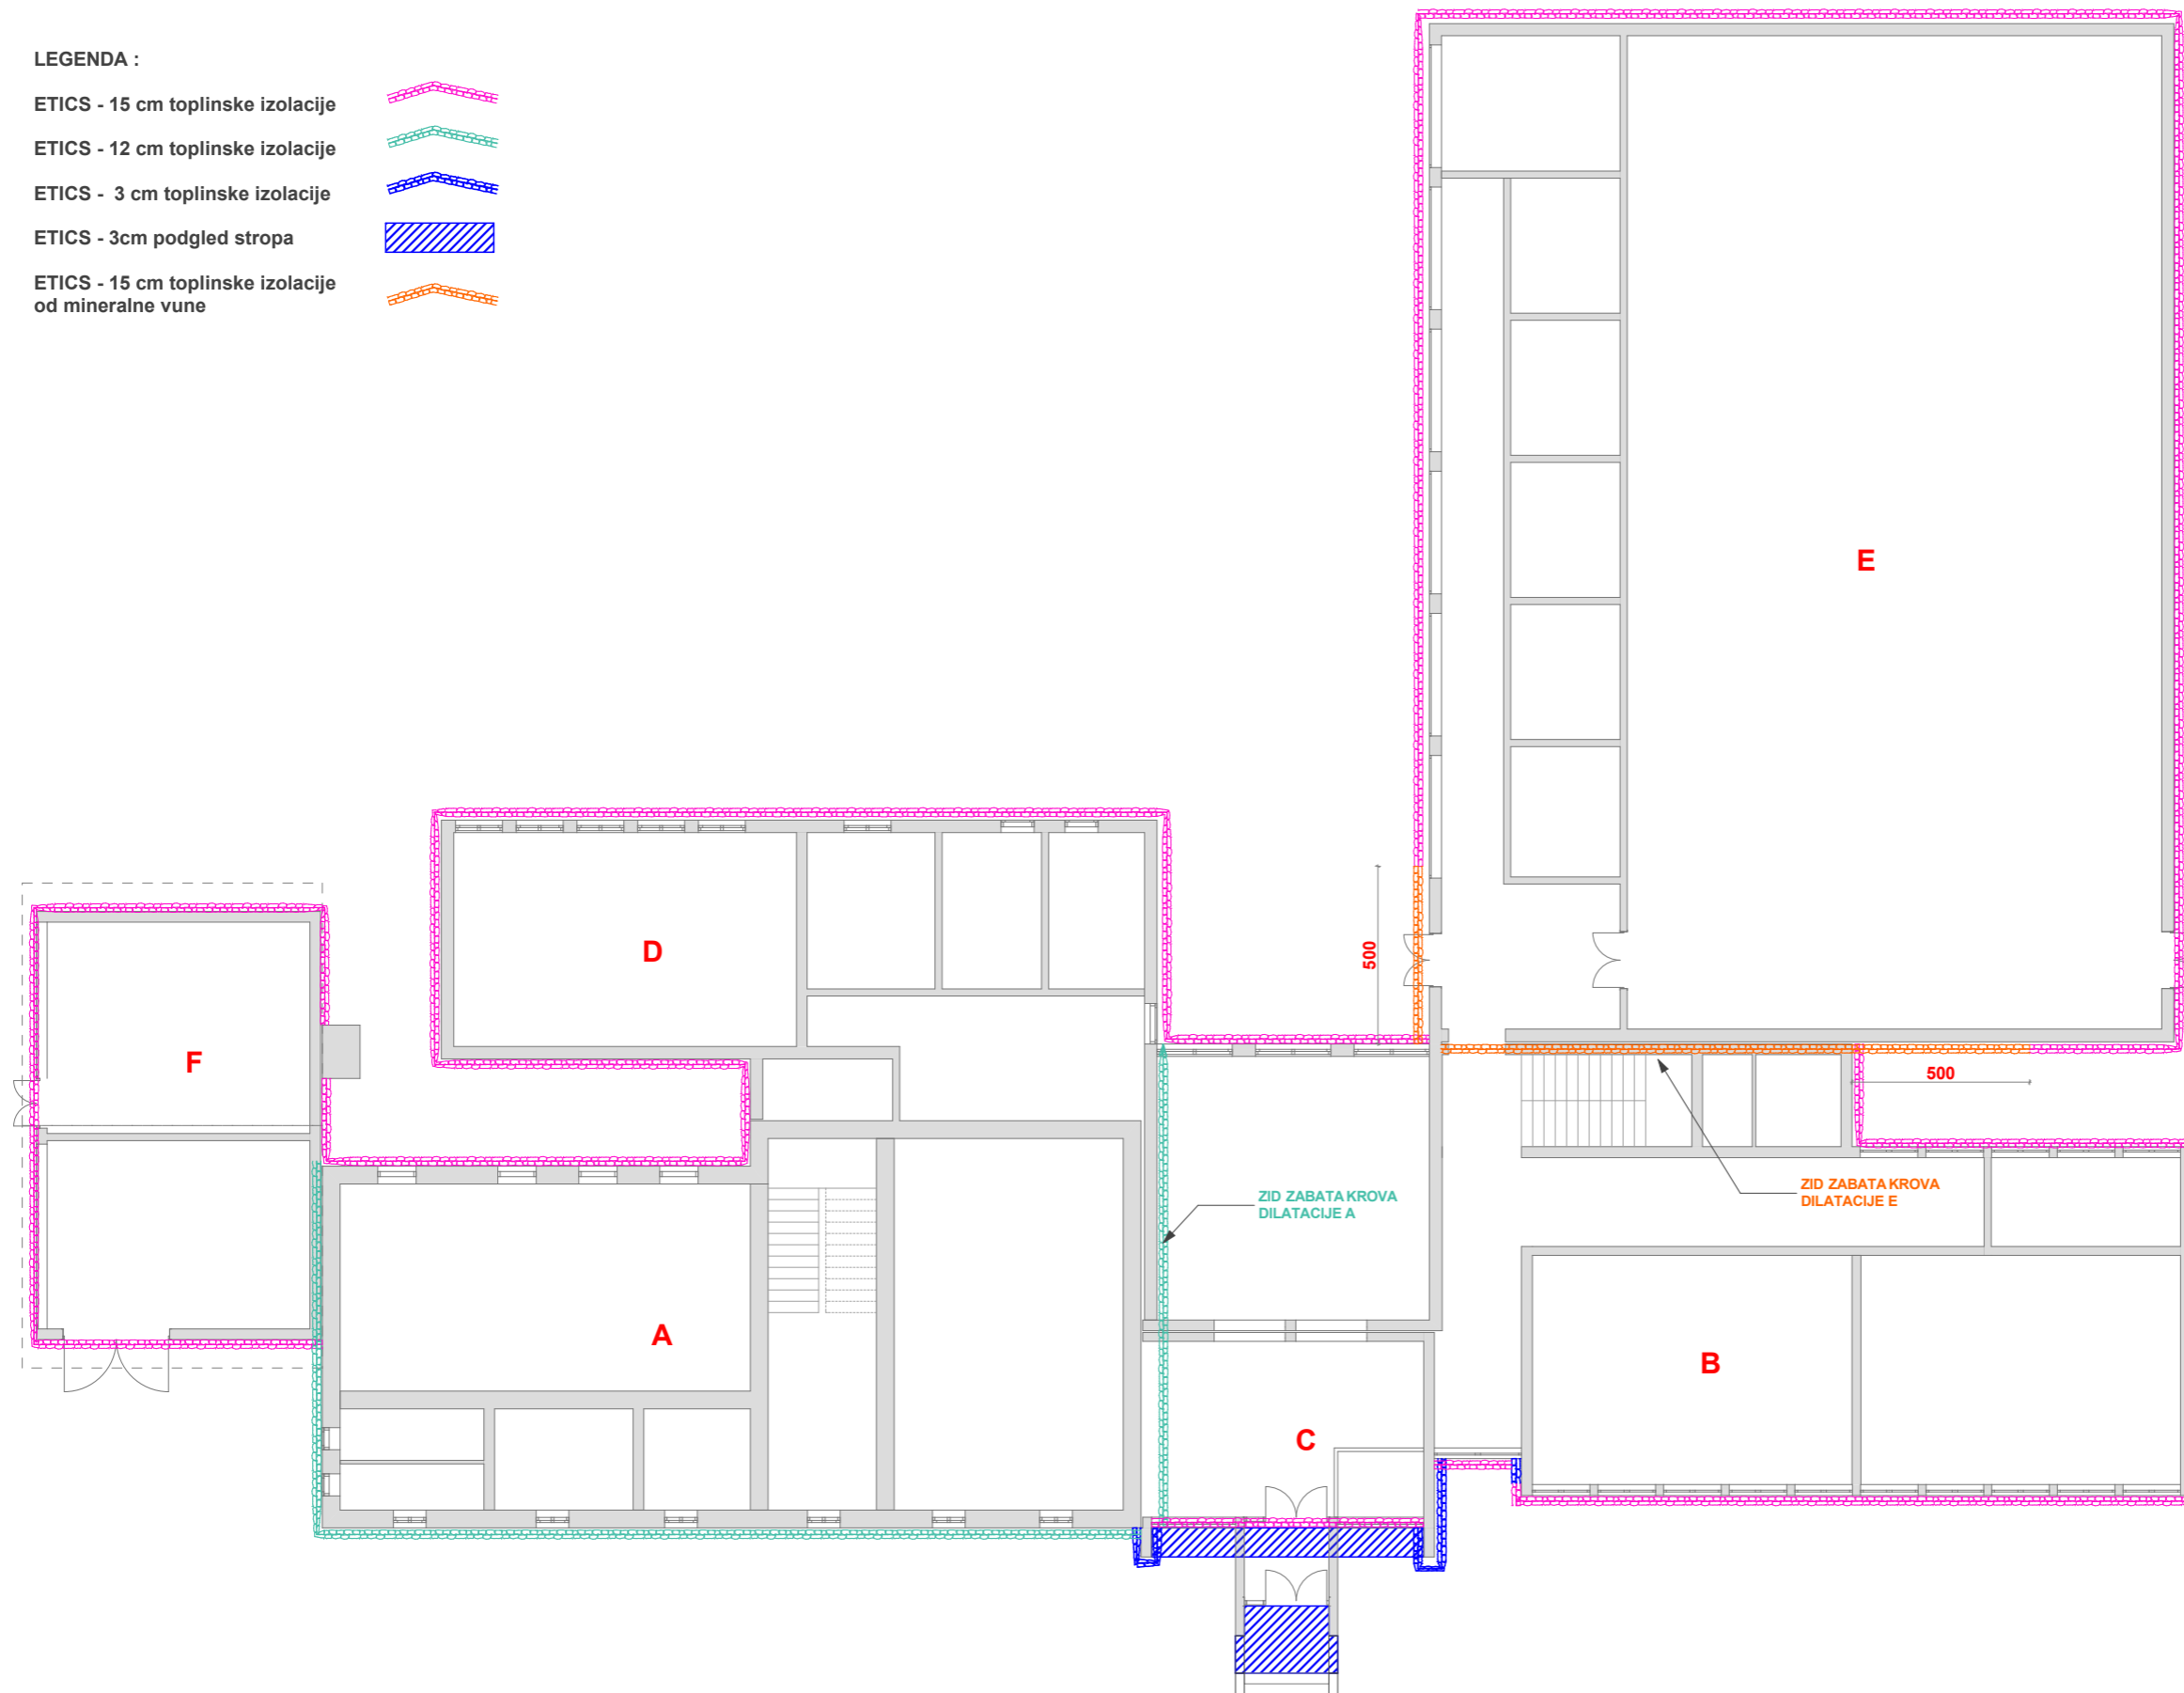 LEGENDA :
ETICS - 15 cm toplinske izolacije
ETICS - 12 cm toplinske izolacije
ETICS -  3 cm toplinske izolacije
ETICS - 3cm podgled stropa
ETICS - 15 cm toplinske izolacije
od mineralne vune
E
D
500
F
500
ZID ZABATA KROVA
DILATACIJE E
ZID ZABATA KROVA
DILATACIJE A
A
B
C